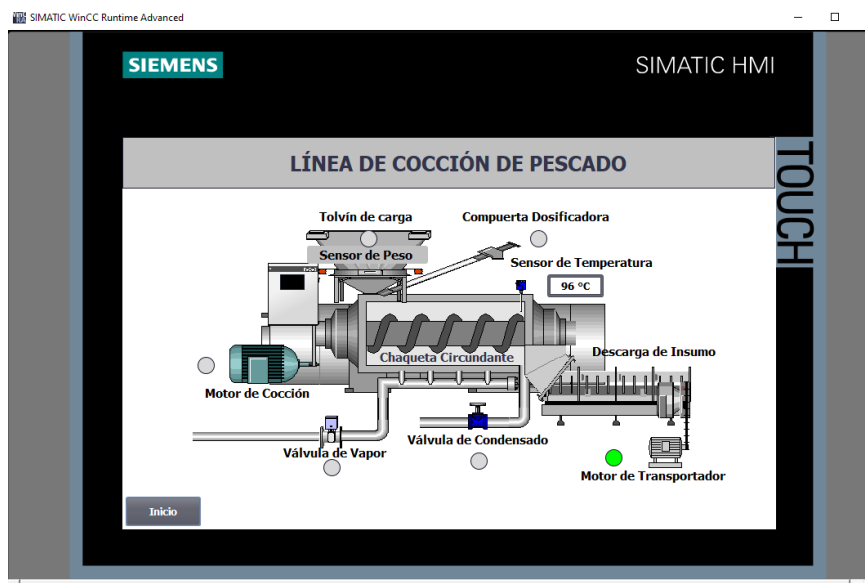 SIMATIC WinCC Runtime Advanced
SIEMENS
SIMATIC HMI
TOUCH
LÍNEA DE COCCIÓN DE PESCADO
Tolvín de carga
Compuerta Dosificadora
Sensor de Peso
Sensor de Temperatura
96 °C
Chaqueta Circundante
Descarga de Insumo
Motor de Cocción
Válvula de Condensado
Válvula de Vapor
Motor de Transportador
Inicio